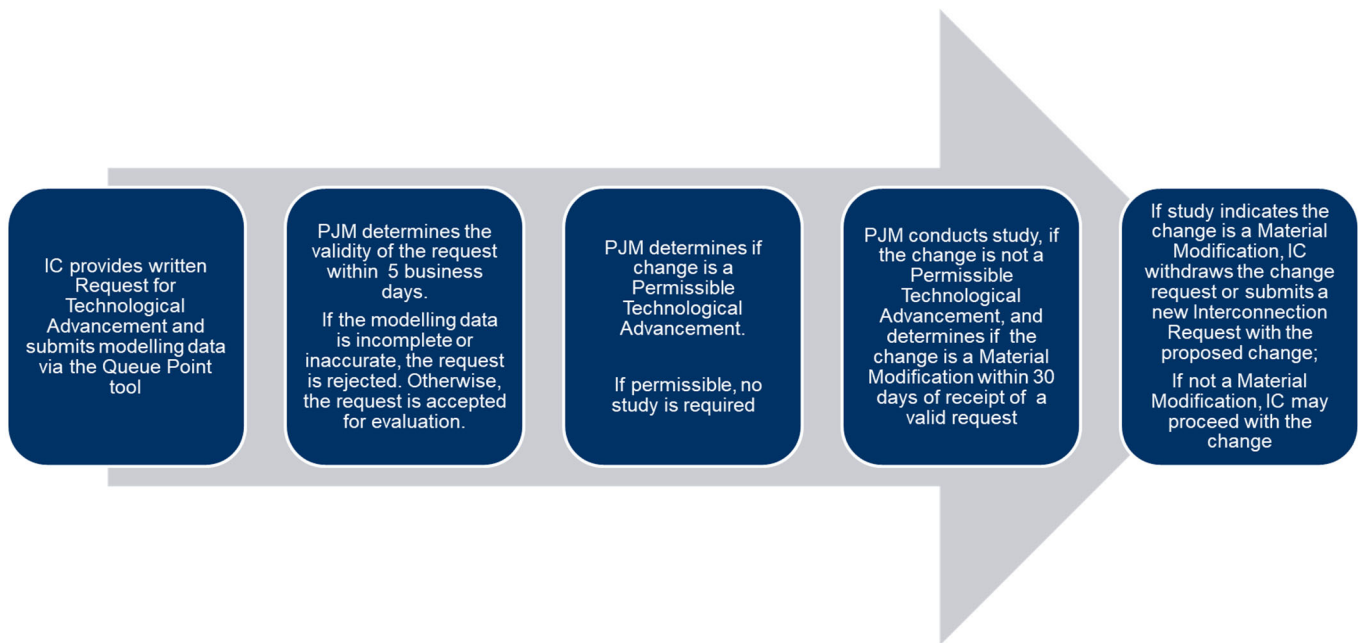 IC provides written
Request for
Technological
Advancement and
submits modelling data
via the Queue Point
tool
PJM determines the
validity of the request
within 5 business
days.
If the modelling data
is incomplete or
inaccurate, the request
is rejected. Otherwise,
the request is accepted
for evaluation.
PJM determines if
change is a
Permissible
Technological
Advancement.
If permissible, no
study is required
PJM conducts study, if
the change is not a
Permissible
Technological
Advancement, and
determines if the
change is a Material
Modification within 30
days of receipt of a
valid request
If study indicates the
change is a Material
Modification, IC
withdraws the change
request or submits a
new Interconnection
Request with the
proposed change;
If not a Material
Modification, IC may
proceed with the
change